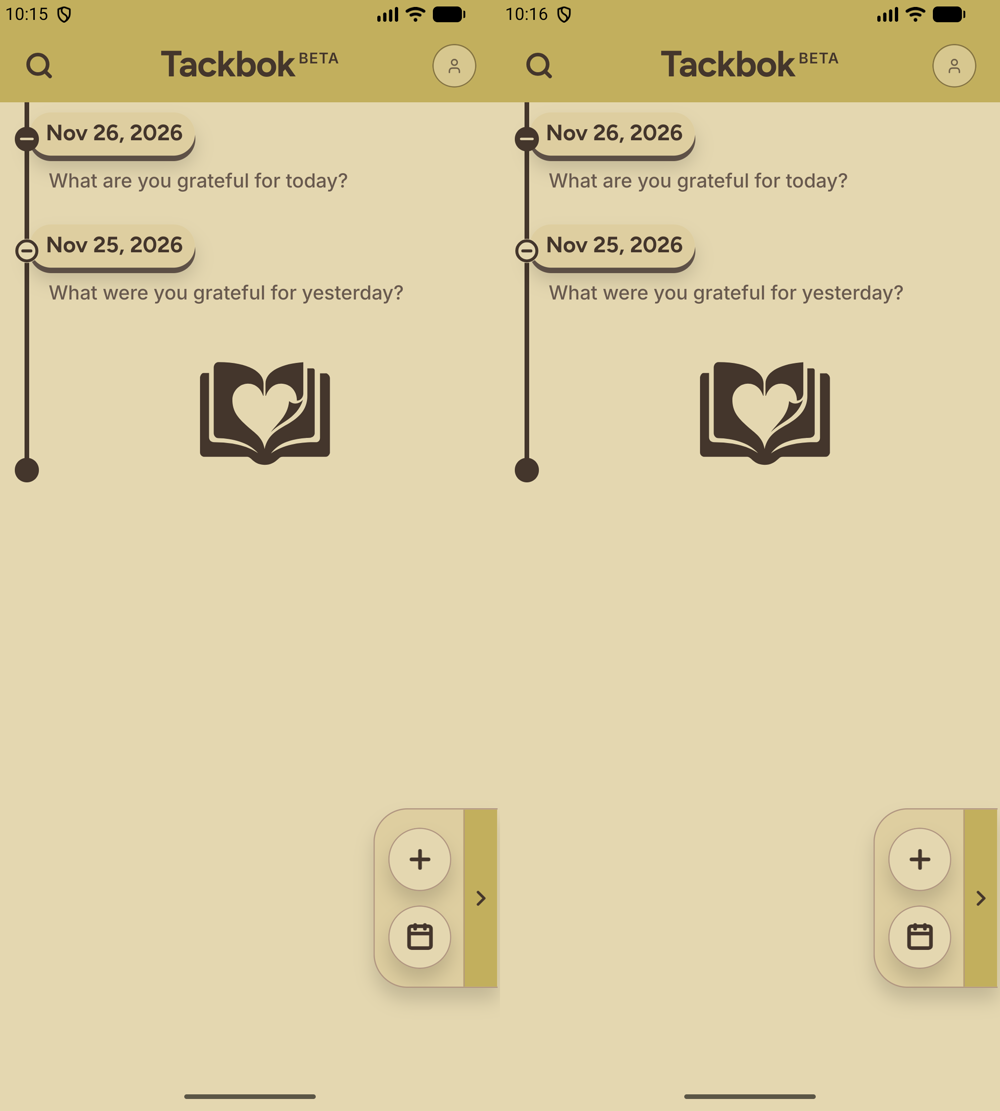 10:15
Tackbok BETA
Nov 26, 2026
What are you grateful for today?
Nov 25, 2026
What were you grateful for yesterday?
10:16
Tackbok BETA
Nov 26, 2026
What are you grateful for today?
Nov 25, 2026
What were you grateful for yesterday?